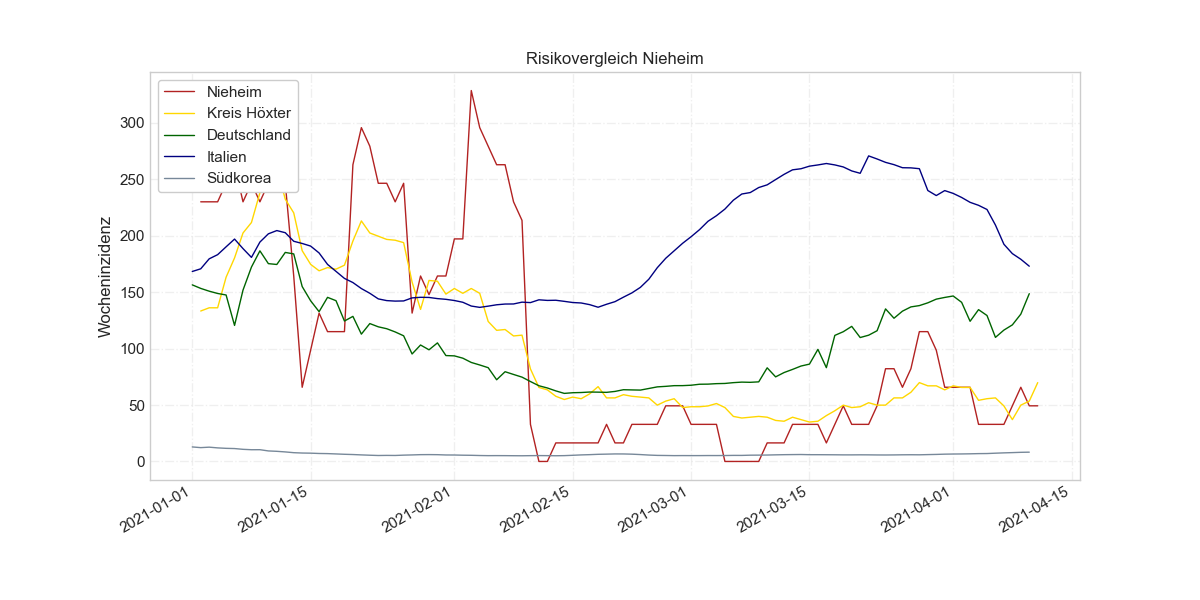 Risikovergleich Nieheim
Nieheim
Kreis Höxter
Deutschland
Italien
Südkorea
Wocheninzidenz
300
250
200
150
100
50
0
2021-01-01
2021-01-15
2021-02-01
2021-02-15
2021-03-01
2021-03-15
2021-04-01
2021-04-15